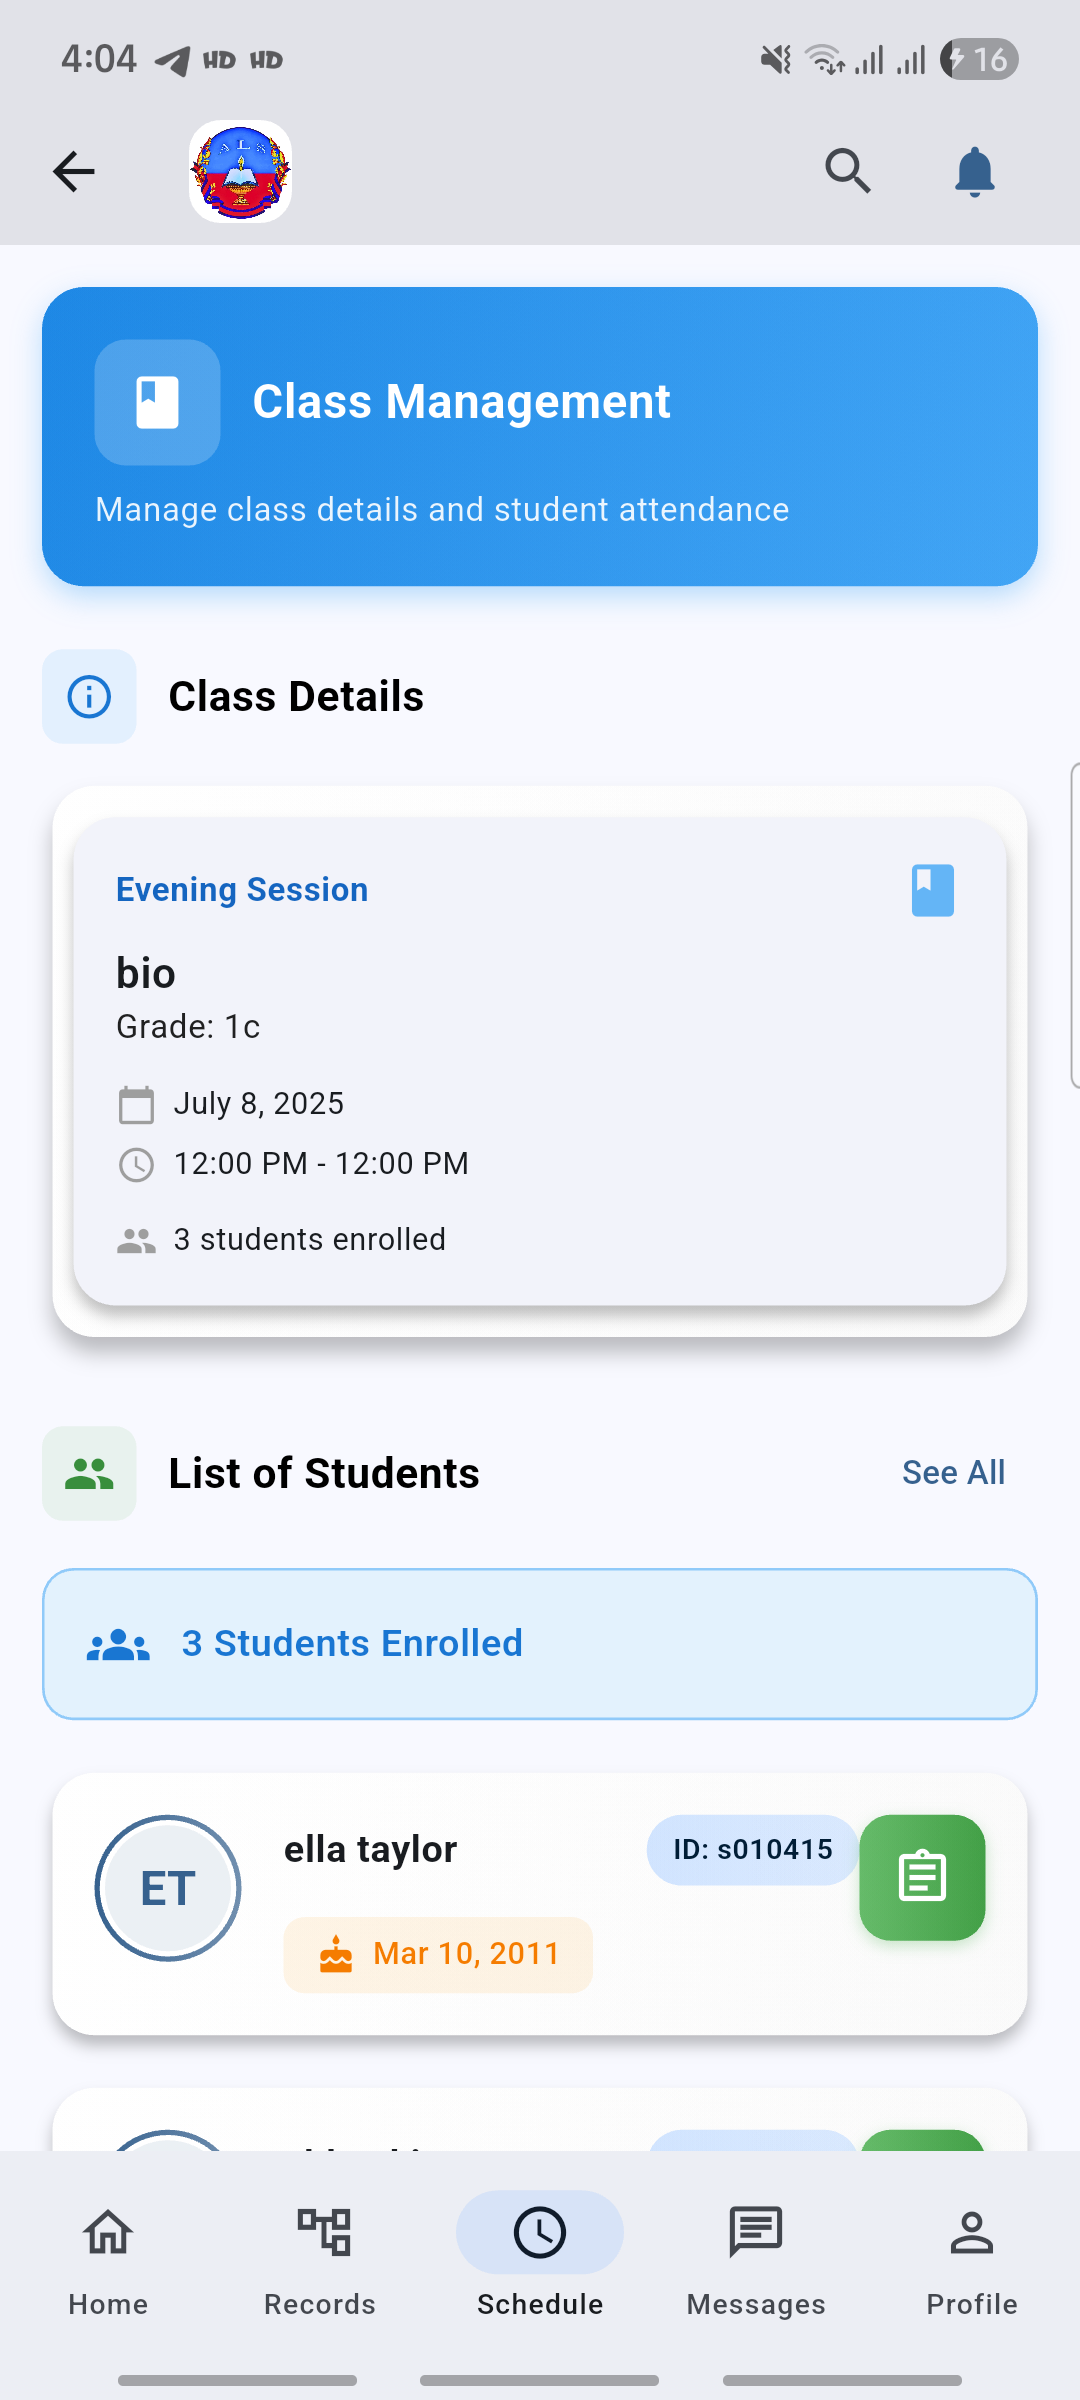 4:04 HD HD 16
A L S
Class Management
Manage class details and student attendance
Class Details
Evening Session
bio
Grade: 1c
July 8, 2025
12:00 PM - 12:00 PM
3 students enrolled
List of Students See All
3 Students Enrolled
ET ella taylor ID: s010415
Mar 10, 2011
Home Records Schedule Messages Profile